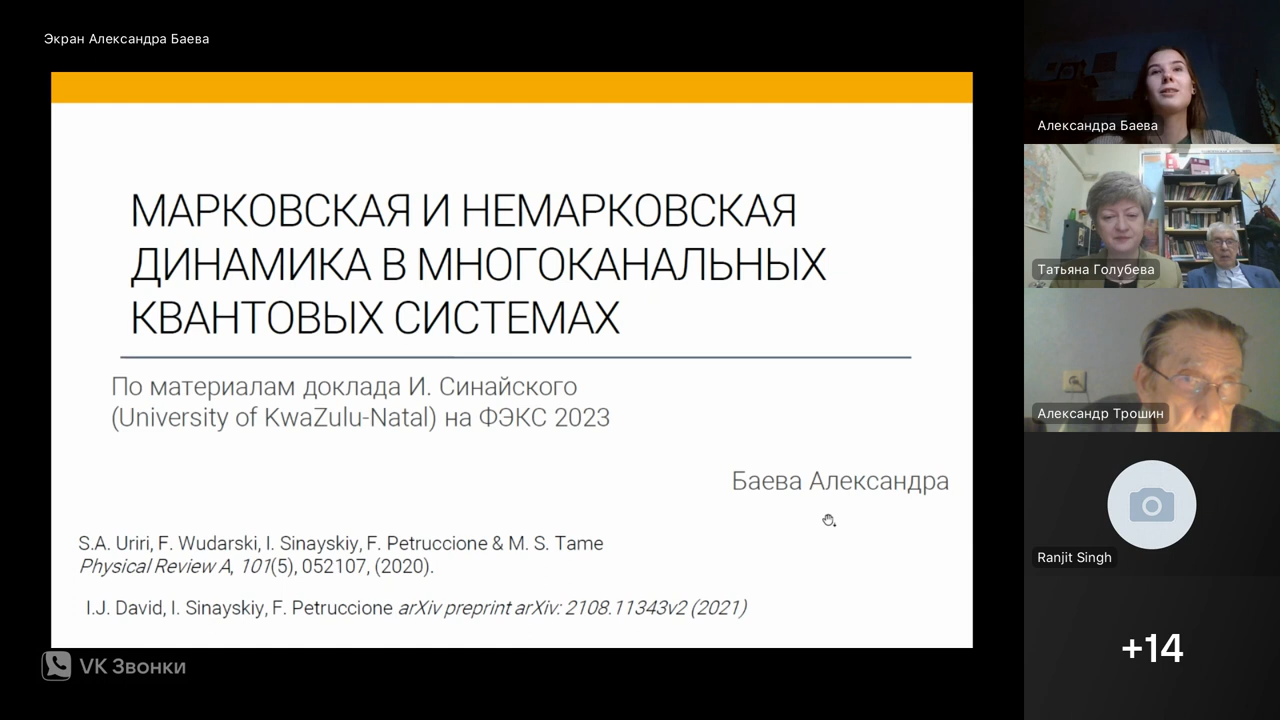 Экран Александра Баева
МАРКОВСКАЯ И НЕМАРКОВСКАЯ
ДИНАМИКА В МНОГОКАНАЛЬНЫХ
КВАНТОВЫХ СИСТЕМАХ
По материалам доклада И. Синайского
(University of KwaZulu-Natal) на ФЭКС 2023
Баева Александра
S.A. Uriri, F. Wudarski, I. Sinayskiy, F. Petruccione & M. S. Tame
Physical Review A, 101(5), 052107, (2020).
I.J. David, I. Sinayskiy, F. Petruccione arXiv preprint arXiv: 2108.11343v2 (2021)
VK Звонки
Александра Баева
Татьяна Голубева
Александр Трошин
Ranjit Singh
+14